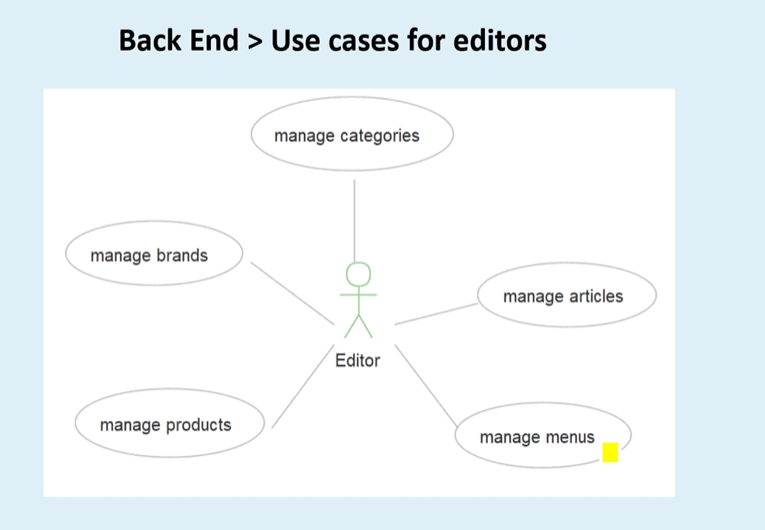 Back End > Use cases for editors
manage categories
manage brands
manage articles
Editor
manage products
manage menus